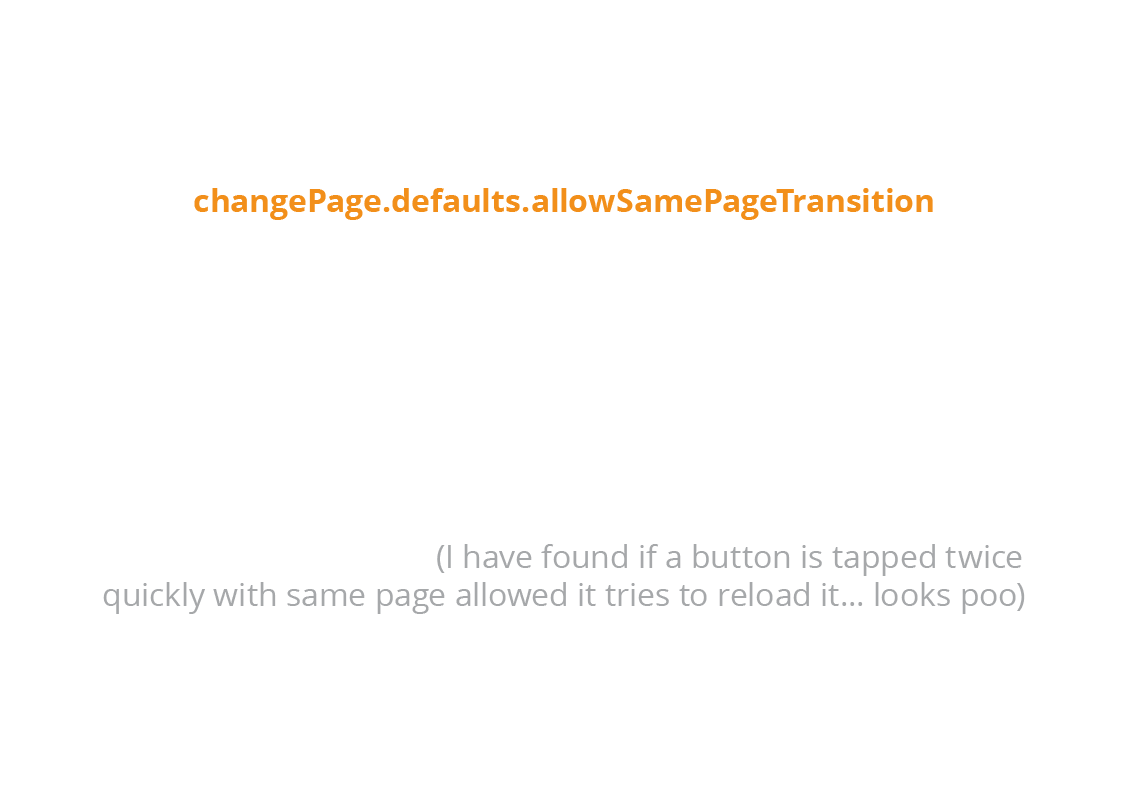 changePage.defaults.allowSamePageTransition
(I have found if a button is tapped twice
quickly with same page allowed it tries to reload it... looks poo)